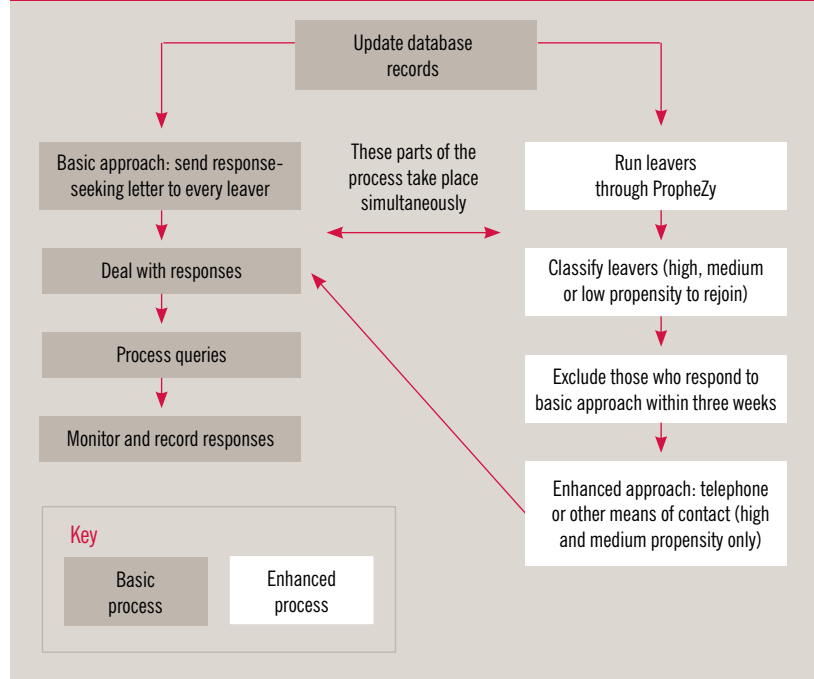 Update database
records
Basic approach: send response-
seeking letter to every leaver
Deal with responses
Process queries
Monitor and record responses
These parts of the
process take place
simultaneously
Run leavers
through PropheZy
Classify leavers (high, medium
or low propensity to rejoin)
Exclude those who respond to
basic approach within three weeks
Enhanced approach: telephone
or other means of contact (high
and medium propensity only)
Key
Basic
process
Enhanced
process